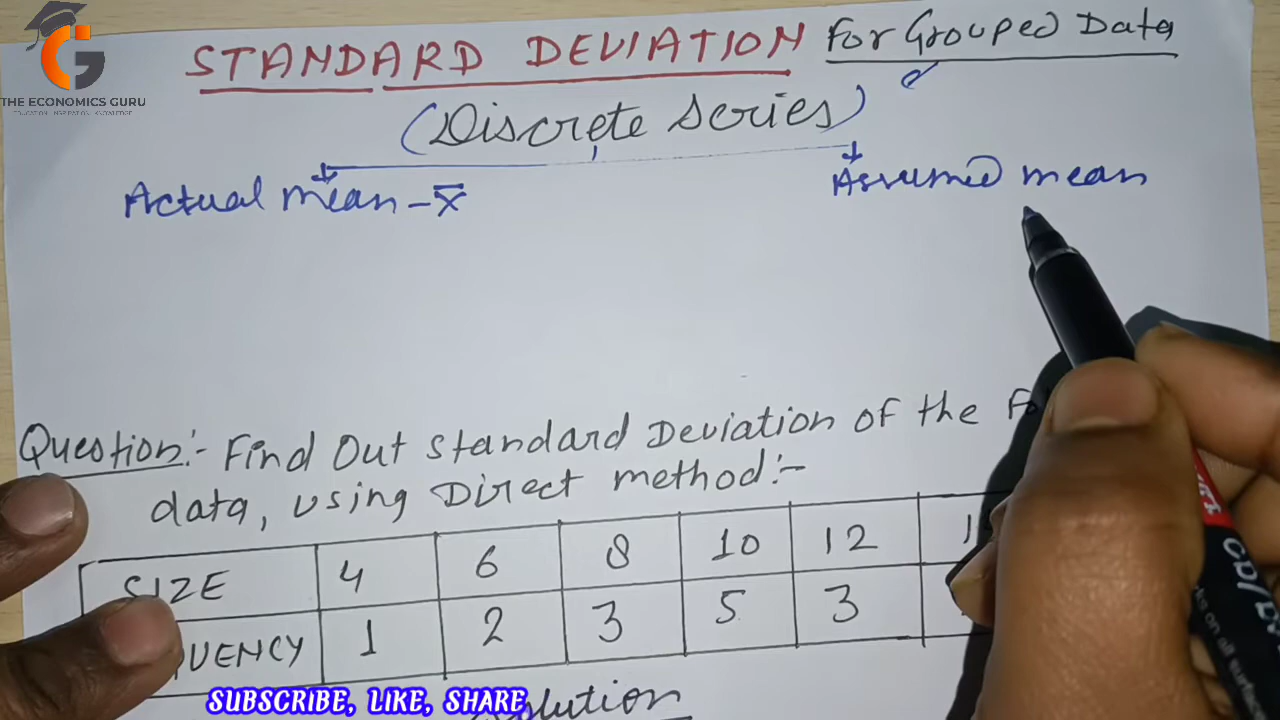 THE ECONOMICS GURU
STANDARD DEVIATION For Grouped Data
(Discrete Series)
Actual mean - x̄
Assumed mean
Question:- Find Out Standard Deviation of the
data, using Direct method:-
SIZE 4 6 8 10 12
1 2 3 5 3
SUBSCRIBE, LIKE, SHARE